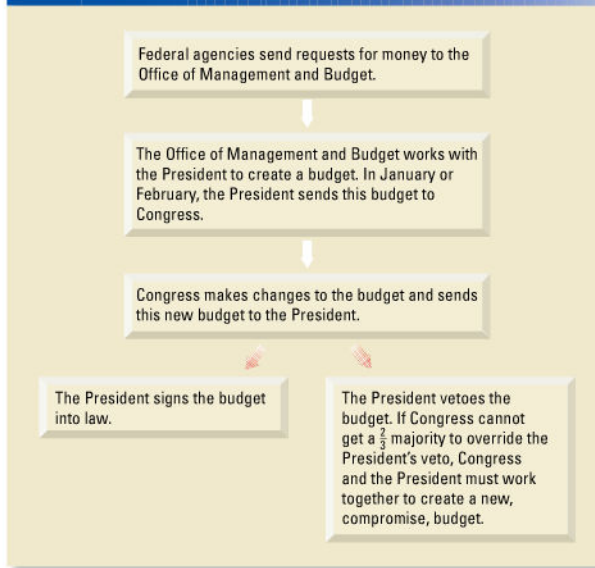 Federal agencies send requests for money to the
Office of Management and Budget.
The Office of Management and Budget works with
the President to create a budget. In January or
February, the President sends this budget to
Congress.
Congress makes changes to the budget and sends
this new budget to the President.
The President signs the budget
into law.
The President vetoes the
budget. If Congress cannot
get a 2/3 majority to override the
President's veto, Congress
and the President must work
together to create a new,
compromise, budget.